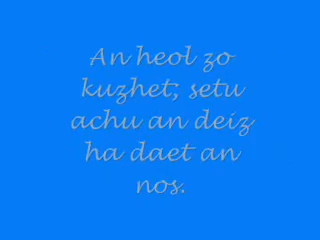 An heol zo
kuzhet; setu
achu an deiz
ha daet an
nos.